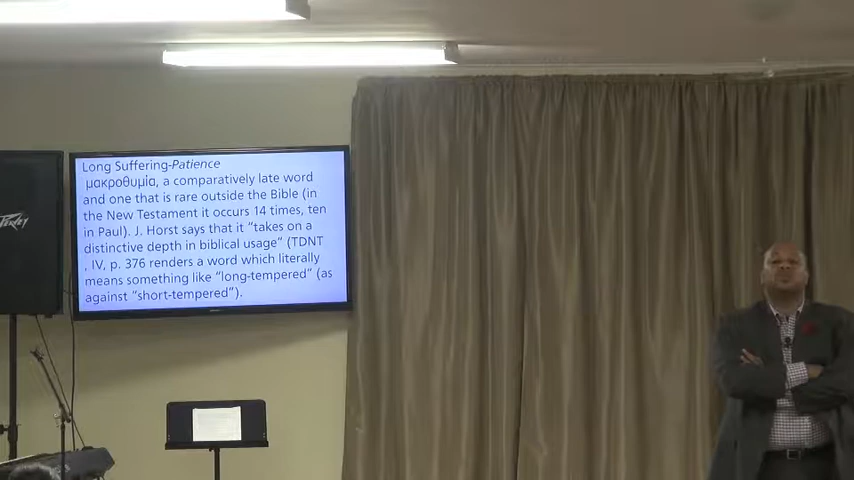 Long Suffering-Patience
μακροθυμία, a comparatively late word
and one that is rare outside the Bible (in
the New Testament it occurs 14 times, ten
in Paul). J. Horst says that it “takes on a
distinctive depth in biblical usage” (TDNT
, IV, p. 376 renders a word which literally
means something like “long-tempered” (as
against “short-tempered”).